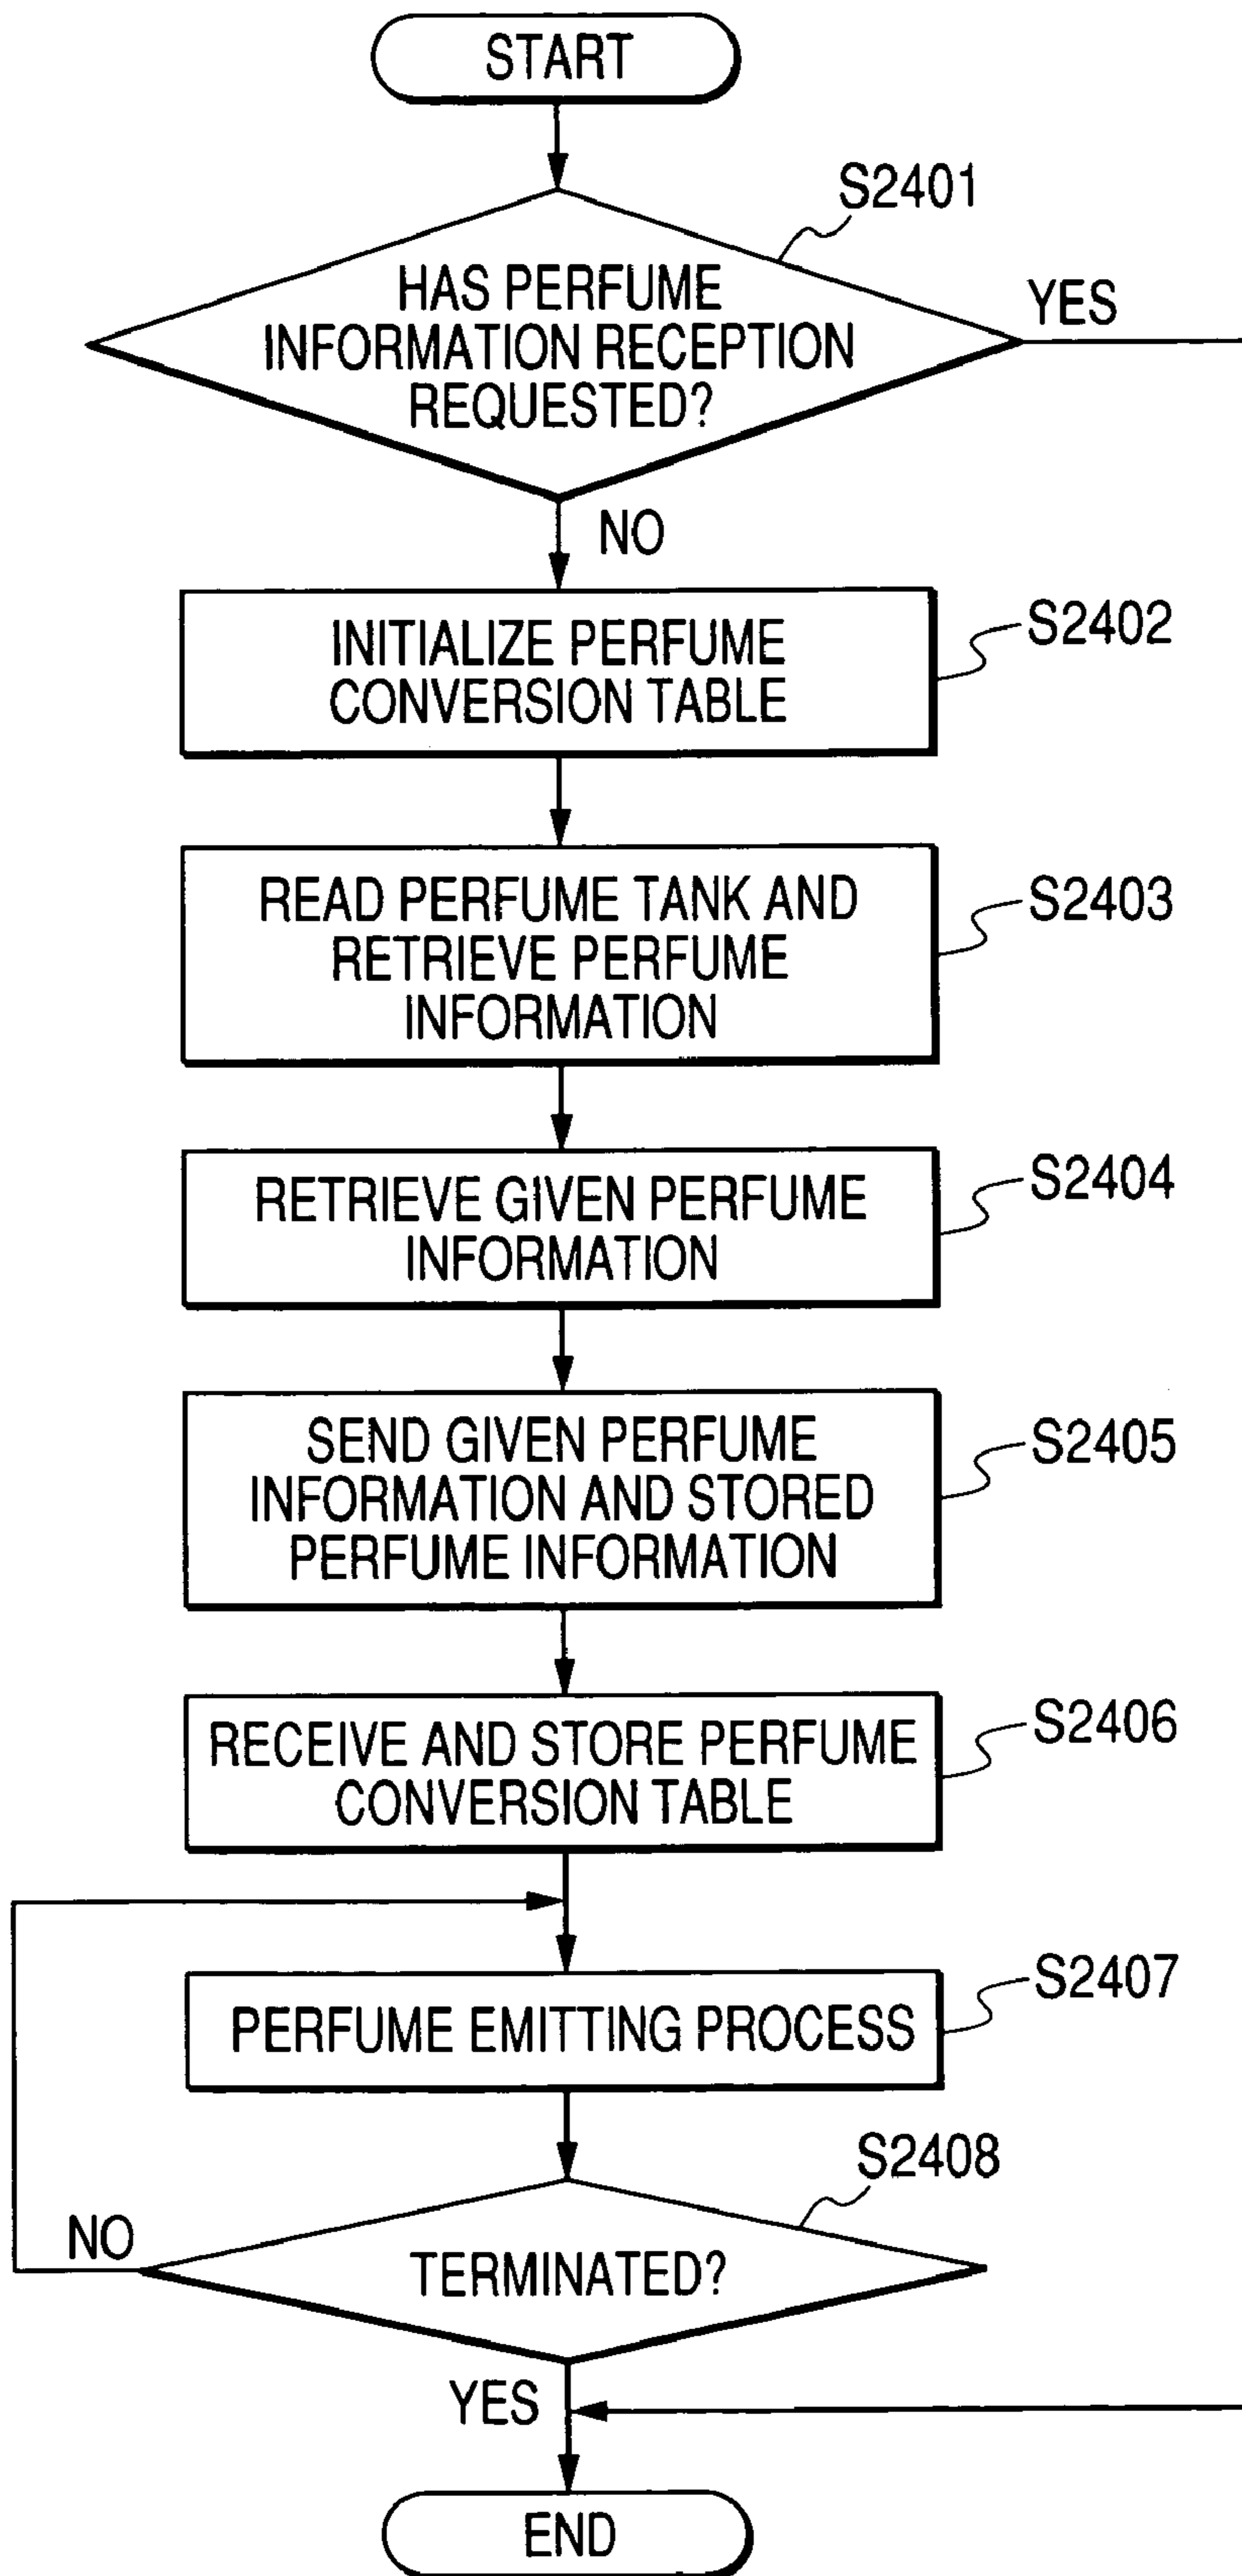 START
S2401
HAS PERFUME
INFORMATION RECEPTION
REQUESTED?
YES
NO
INITIALIZE PERFUME
CONVERSION TABLE
S2402
READ PERFUME TANK AND
RETRIEVE PERFUME
INFORMATION
S2403
RETRIEVE GIVEN PERFUME
INFORMATION
S2404
SEND GIVEN PERFUME
INFORMATION AND STORED
PERFUME INFORMATION
S2405
RECEIVE AND STORE PERFUME
CONVERSION TABLE
S2406
PERFUME EMITTING PROCESS
S2407
S2408
NO
TERMINATED?
YES
END